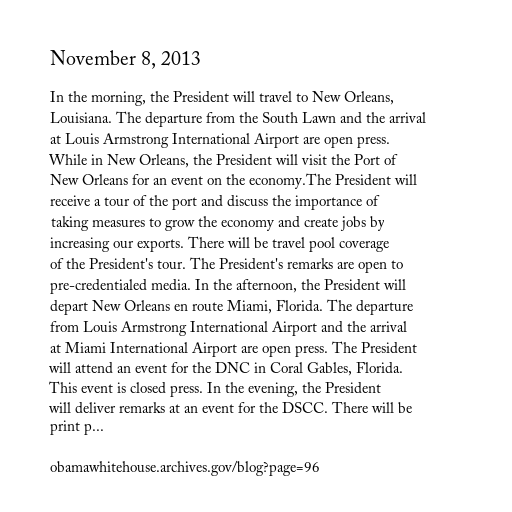 November 8, 2013
In the morning, the President will travel to New Orleans,
Louisiana. The departure from the South Lawn and the arrival
at Louis Armstrong International Airport are open press.
While in New Orleans, the President will visit the Port of
New Orleans for an event on the economy.The President will
receive a tour of the port and discuss the importance of
taking measures to grow the economy and create jobs by
increasing our exports. There will be travel pool coverage
of the President's tour. The President's remarks are open to
pre-credentialed media. In the afternoon, the President will
depart New Orleans en route Miami, Florida. The departure
from Louis Armstrong International Airport and the arrival
at Miami International Airport are open press. The President
will attend an event for the DNC in Coral Gables, Florida.
This event is closed press. In the evening, the President
will deliver remarks at an event for the DSCC. There will be
print p...
obamawhitehouse.archives.gov/blog?page=96